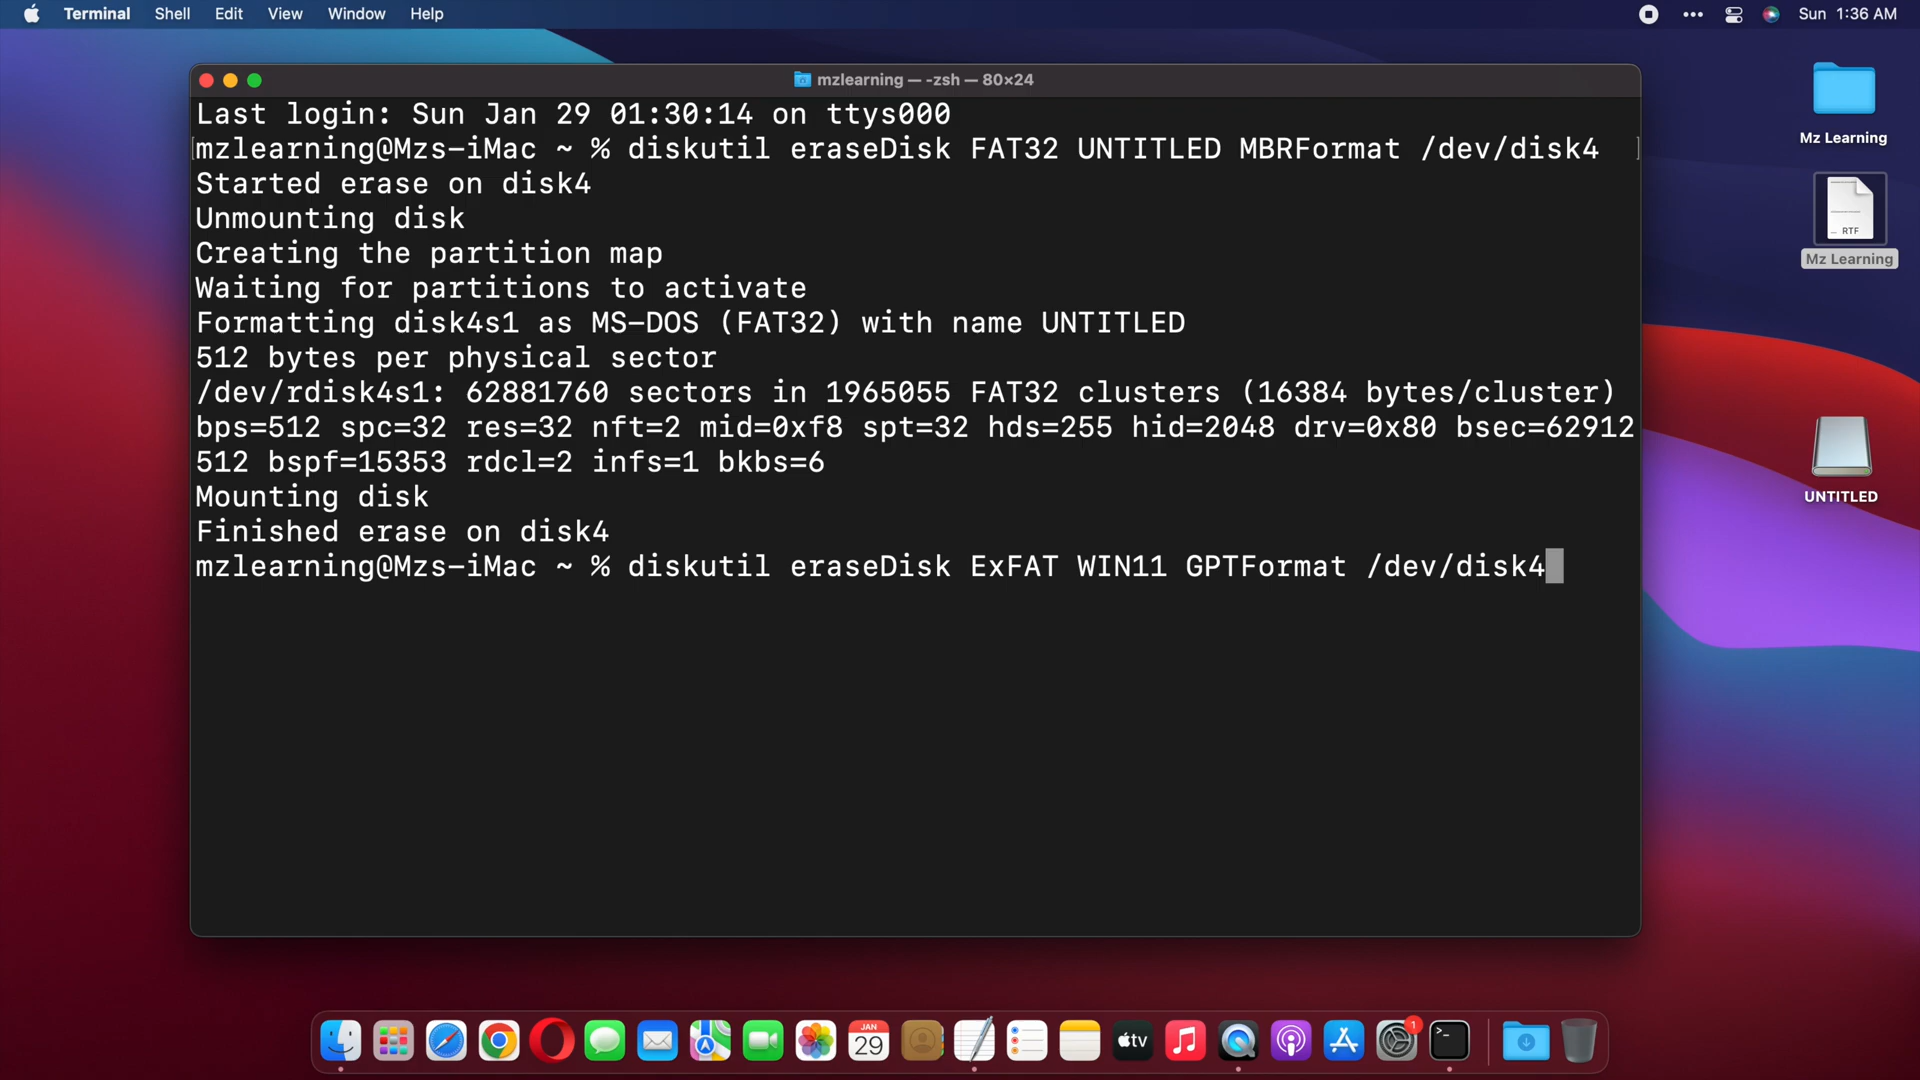 Terminal Shell Edit View Window Help Sun 1:36 AM
mzlearning — -zsh — 80×24
Last login: Sun Jan 29 01:30:14 on ttys000
[mzlearning@Mzs-iMac ~ % diskutil eraseDisk FAT32 UNTITLED MBRFormat /dev/disk4 ]
Started erase on disk4
Unmounting disk
Creating the partition map
Waiting for partitions to activate
Formatting disk4s1 as MS-DOS (FAT32) with name UNTITLED
512 bytes per physical sector
/dev/rdisk4s1: 62881760 sectors in 1965055 FAT32 clusters (16384 bytes/cluster)
bps=512 spc=32 res=32 nft=2 mid=0xf8 spt=32 hds=255 hid=2048 drv=0x80 bsec=62912
512 bspf=15353 rdcl=2 infs=1 bkbs=6
Mounting disk
Finished erase on disk4
mzlearning@Mzs-iMac ~ % diskutil eraseDisk ExFAT WIN11 GPTFormat /dev/disk4
Mz Learning
RTF
Mz Learning
UNTITLED
JAN
29
tv
1
>_